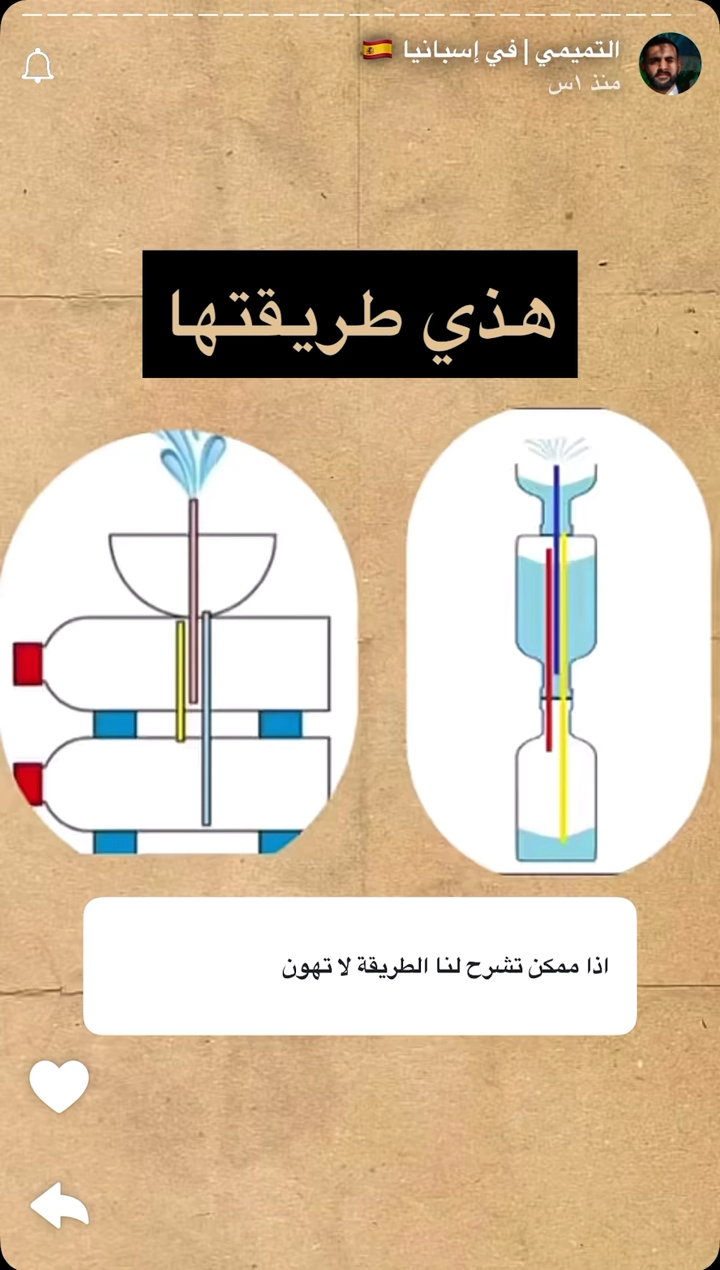 التميمي | في إسبانيا 🇪🇸
منذ ١س
هذي طريقتها
اذا ممكن تشرح لنا الطريقة لا تهون